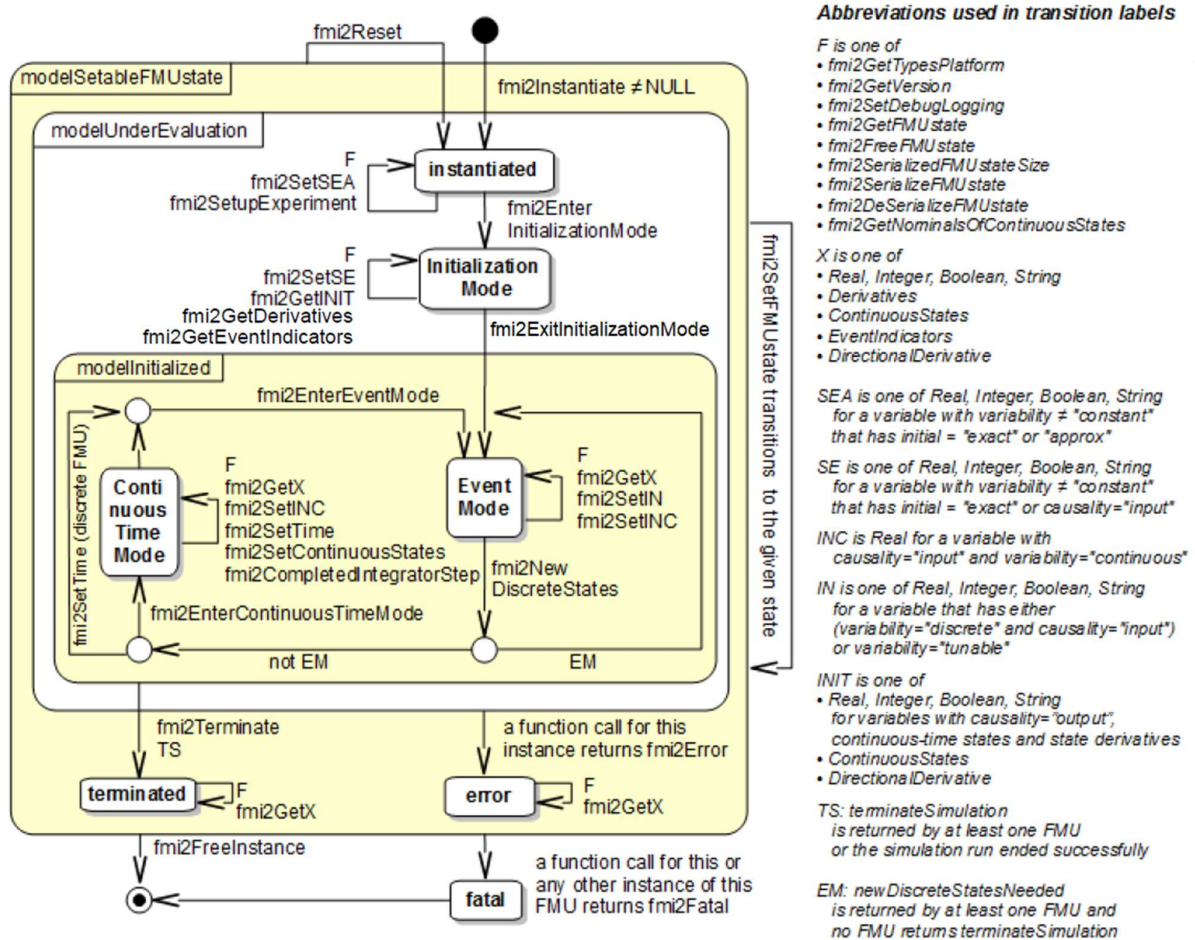 fmi2Reset
fmi2Instantiate ≠ NULL
modelSetableFMUstate
modelUnderEvaluation
instantiated
F
fmi2SetSEA
fmi2SetupExperiment
fmi2Enter
InitializationMode
Initialization
Mode
F
fmi2SetSE
fmi2GetINIT
fmi2GetDerivatives
fmi2GetEventIndicators
fmi2ExitInitializationMode
modelInitialized
fmi2EnterEventMode
fmi2SetTime (discrete FMU)
Conti
nuous
Time
Mode
F
fmi2GetX
fmi2SetINC
fmi2SetTime
fmi2SetContinuousStates
fmi2CompletedIntegratorStep
Event
Mode
F
fmi2GetX
fmi2SetIN
fmi2SetINC
fmi2New
DiscreteStates
fmi2EnterContinuousTimeMode
not EM
EM
fmi2SetFMUstate transitions to the given state
fmi2Terminate
TS
a function call for this
instance returns fmi2Error
terminated
F
fmi2GetX
error
F
fmi2GetX
fmi2FreeInstance
fatal
a function call for this or
any other instance of this
FMU returns fmi2Fatal
Abbreviations used in transition labels
F is one of
• fmi2GetTypesPlatform
• fmi2GetVersion
• fmi2SetDebugLogging
• fmi2GetFMUstate
• fmi2FreeFMUstate
• fmi2SerializedFMUstateSize
• fmi2SerializeFMUstate
• fmi2DeSerializeFMUstate
• fmi2GetNominalsOfContinuousStates
X is one of
• Real, Integer, Boolean, String
• Derivatives
• ContinuousStates
• EventIndicators
• DirectionalDerivative
SEA is one of Real, Integer, Boolean, String
for a variable with variability ≠ "constant"
that has initial = "exact" or "approx"
SE is one of Real, Integer, Boolean, String
for a variable with variability ≠ "constant"
that has initial = "exact" or causality="input"
INC is Real for a variable with
causality="input" and variability="continuous"
IN is one of Real, Integer, Boolean, String
for a variable that has either
(variability="discrete" and causality="input")
or variability="tunable"
INIT is one of
• Real, Integer, Boolean, String
for variables with causality="output",
continuous-time states and state derivatives
• ContinuousStates
• DirectionalDerivative
TS: terminateSimulation
is returned by at least one FMU
or the simulation run ended successfully
EM: newDiscreteStatesNeeded
is returned by at least one FMU and
no FMU returns terminateSimulation